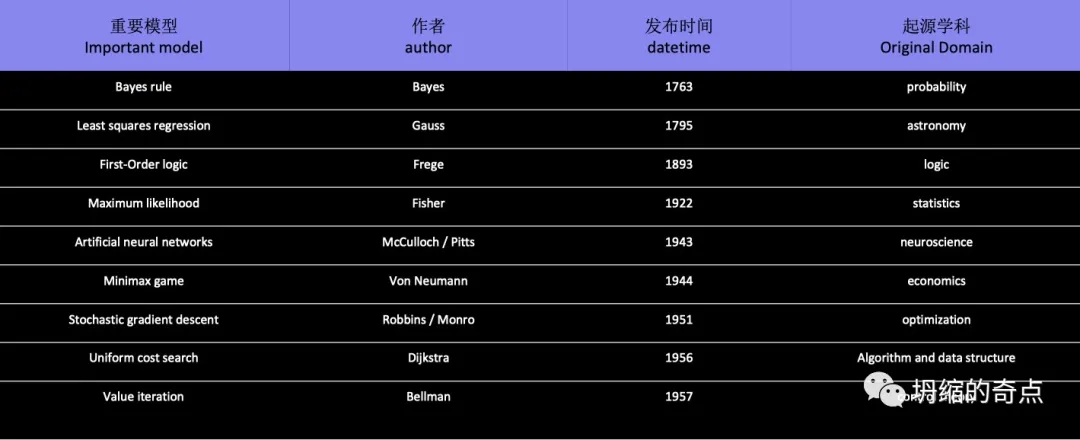 重要模型 作者 发布时间 起源学科
Important model author datetime Original Domain
Bayes rule Bayes 1763 probability
Least squares regression Gauss 1795 astronomy
First-Order logic Frege 1893 logic
Maximum likelihood Fisher 1922 statistics
Artificial neural networks McCulloch / Pitts 1943 neuroscience
Minimax game Von Neumann 1944 economics
Stochastic gradient descent Robbins / Monro 1951 optimization
Uniform cost search Dijkstra 1956 Algorithm and data structure
Value iteration Bellman 1957
坍缩的奇点